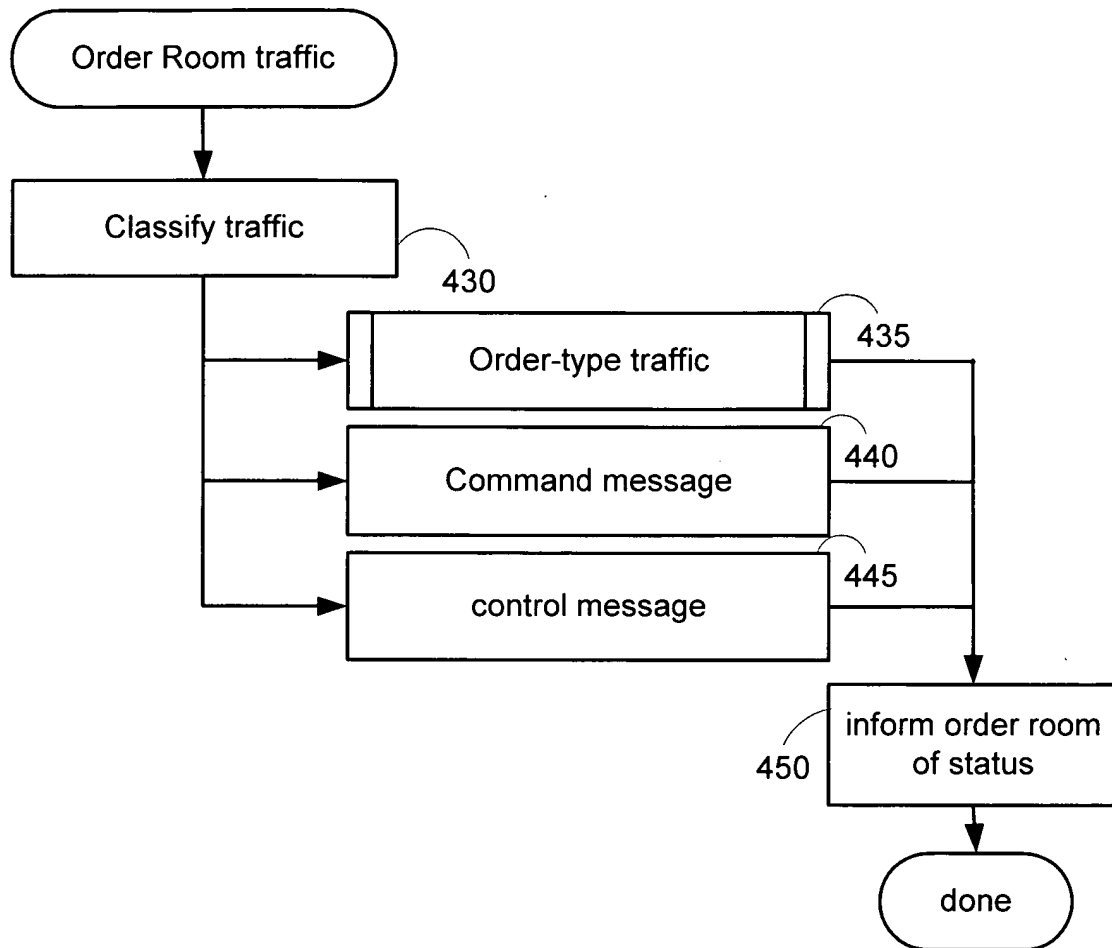 Order Room traffic
Classify traffic
430
Order-type traffic
435
Command message
440
control message
445
inform order room
of status
450
done